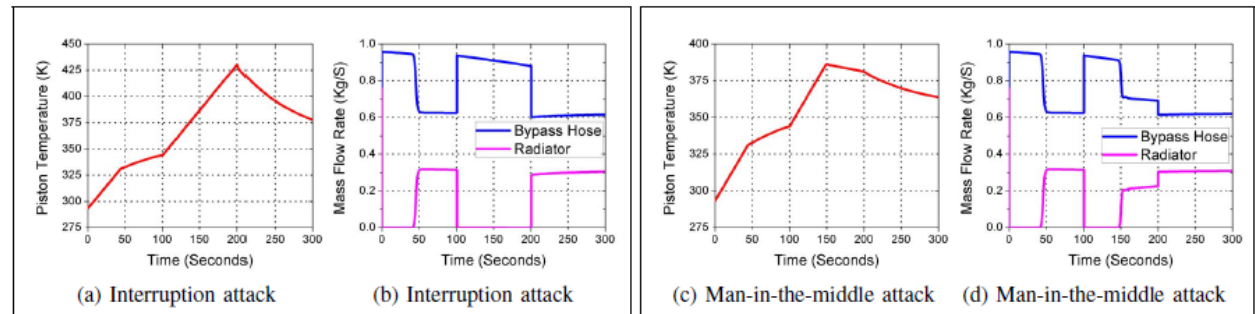 450
425
400
375
350
325
300
275
0 50 100 150 200 250 300
Piston Temperature (K)
Time (Seconds)
(a) Interruption attack
1.0
0.8
0.6
0.4
0.2
0.0
0 50 100 150 200 250 300
Mass Flow Rate (Kg/S)
Bypass Hose
Radiator
Time (Seconds)
(b) Interruption attack
400
375
350
325
300
275
0 50 100 150 200 250 300
Piston Temperature (K)
Time (Seconds)
(c) Man-in-the-middle attack
1.0
0.8
0.6
0.4
0.2
0.0
0 50 100 150 200 250 300
Mass Flow Rate (Kg/S)
Bypass Hose
Radiator
Time (Seconds)
(d) Man-in-the-middle attack